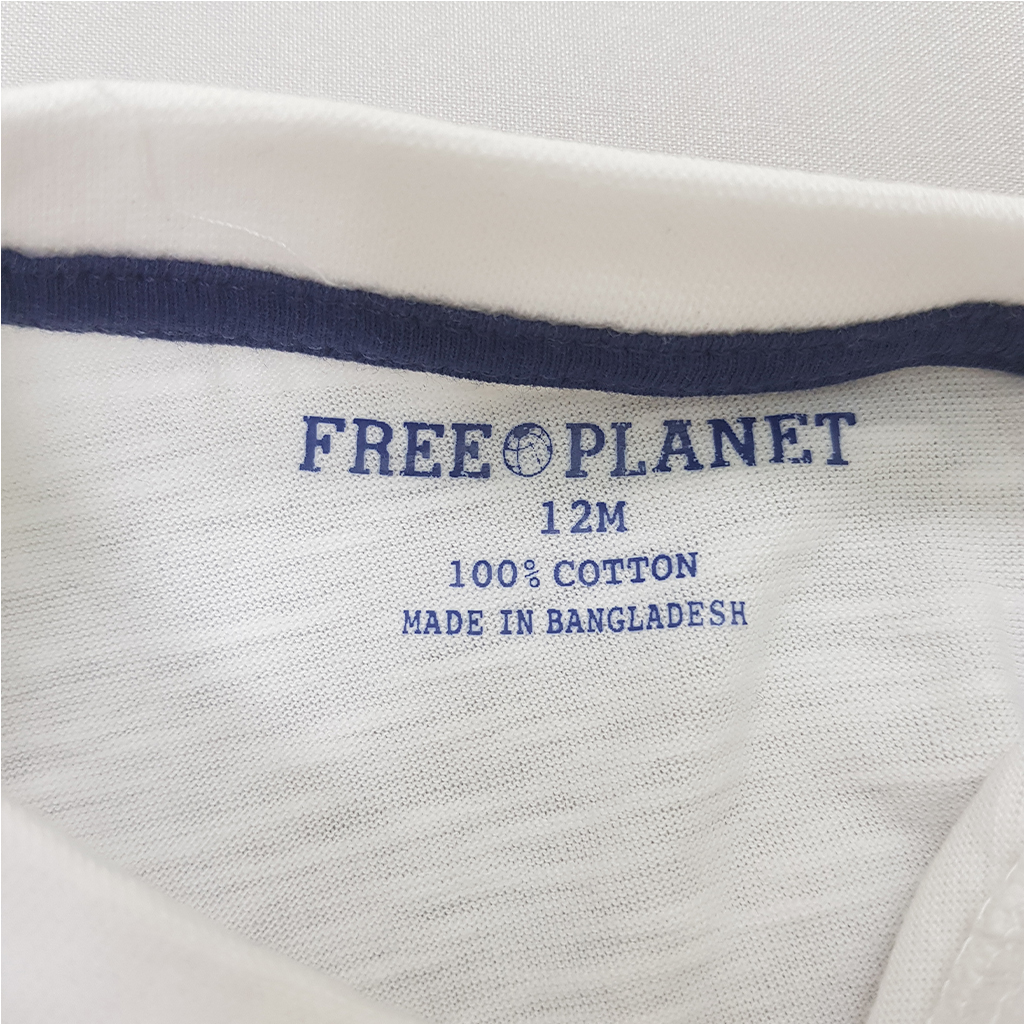 FREE PLANET
12M
100% COTTON
MADE IN BANGLADESH